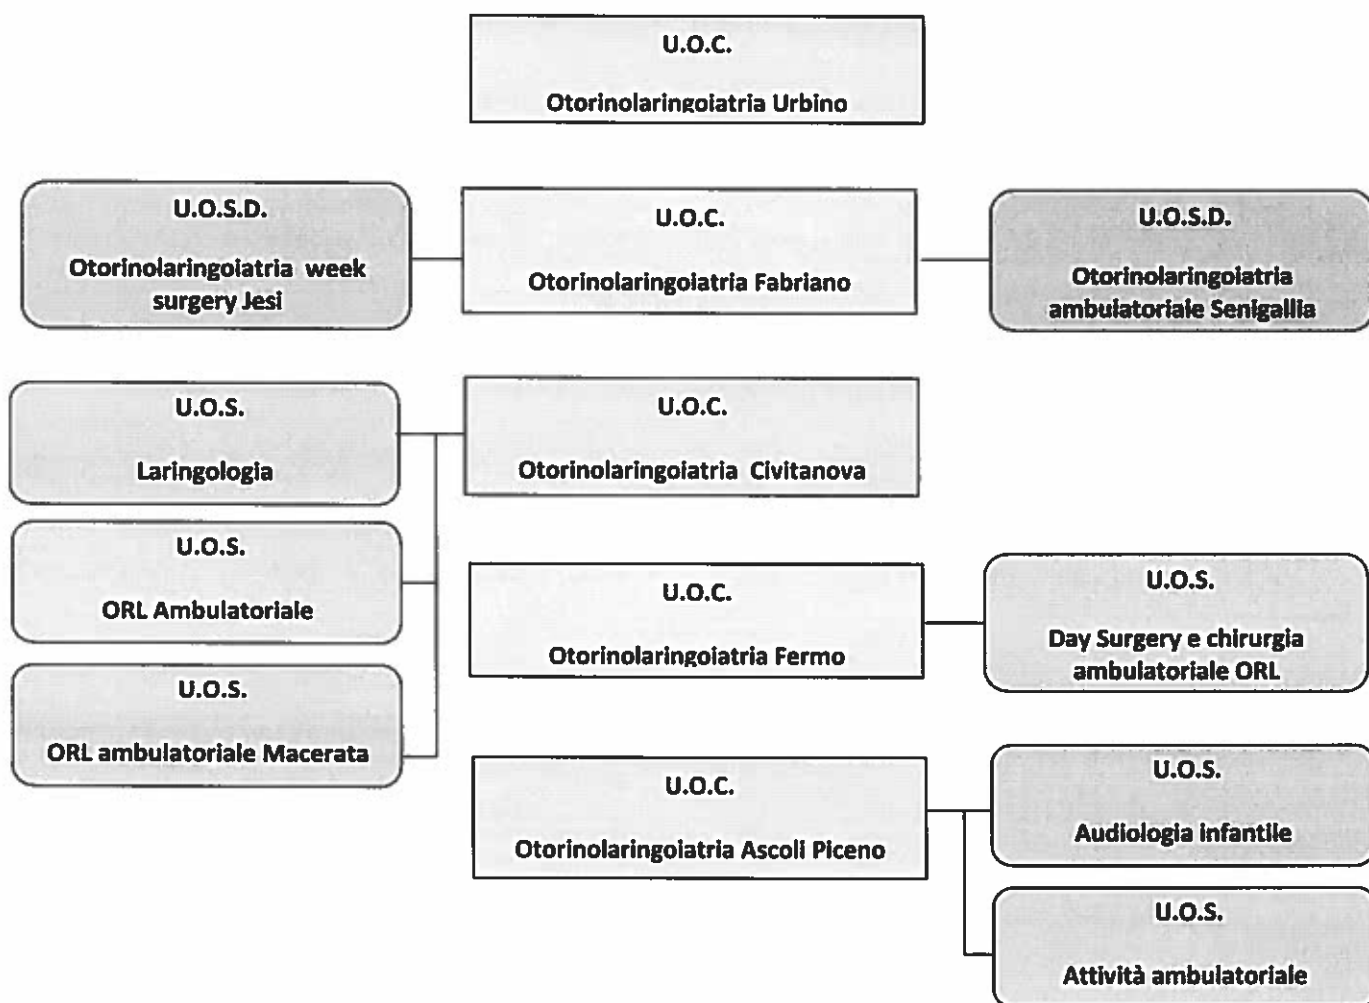 U.O.C.
Otorinolaringoiatria Urbino
U.O.S.D.
Otorinolaringoiatria week
surgery Jesi
U.O.C.
Otorinolaringoiatria Fabriano
U.O.S.D.
Otorinolaringoiatria
ambulatoriale Senigallia
U.O.S.
Laringologia
U.O.C.
Otorinolaringoiatria Civitanova
U.O.S.
ORL Ambulatoriale
U.O.C.
Otorinolaringoiatria Fermo
U.O.S.
Day Surgery e chirurgia
ambulatoriale ORL
U.O.S.
ORL ambulatoriale Macerata
U.O.C.
Otorinolaringoiatria Ascoli Piceno
U.O.S.
Audiologia infantile
U.O.S.
Attività ambulatoriale